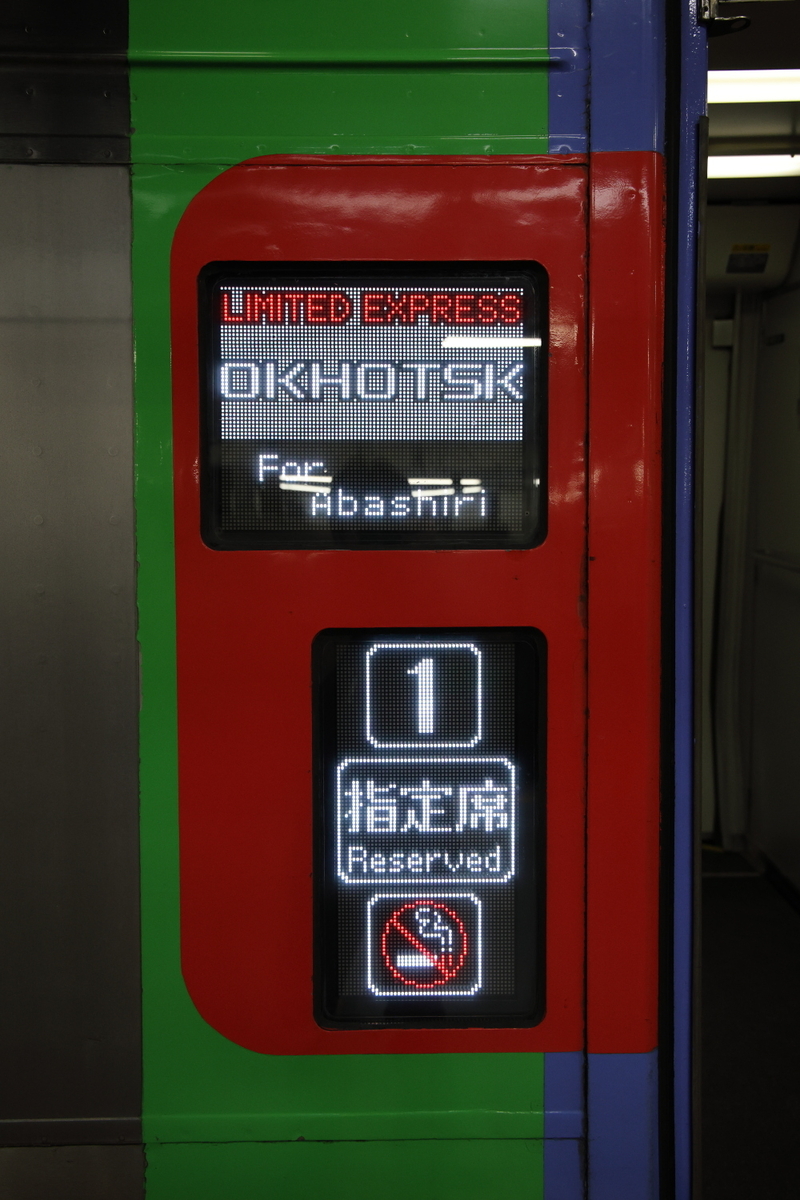 LIMITED EXPRESS
OKHOTSK
For
Abashiri
1
指定席
Reserved